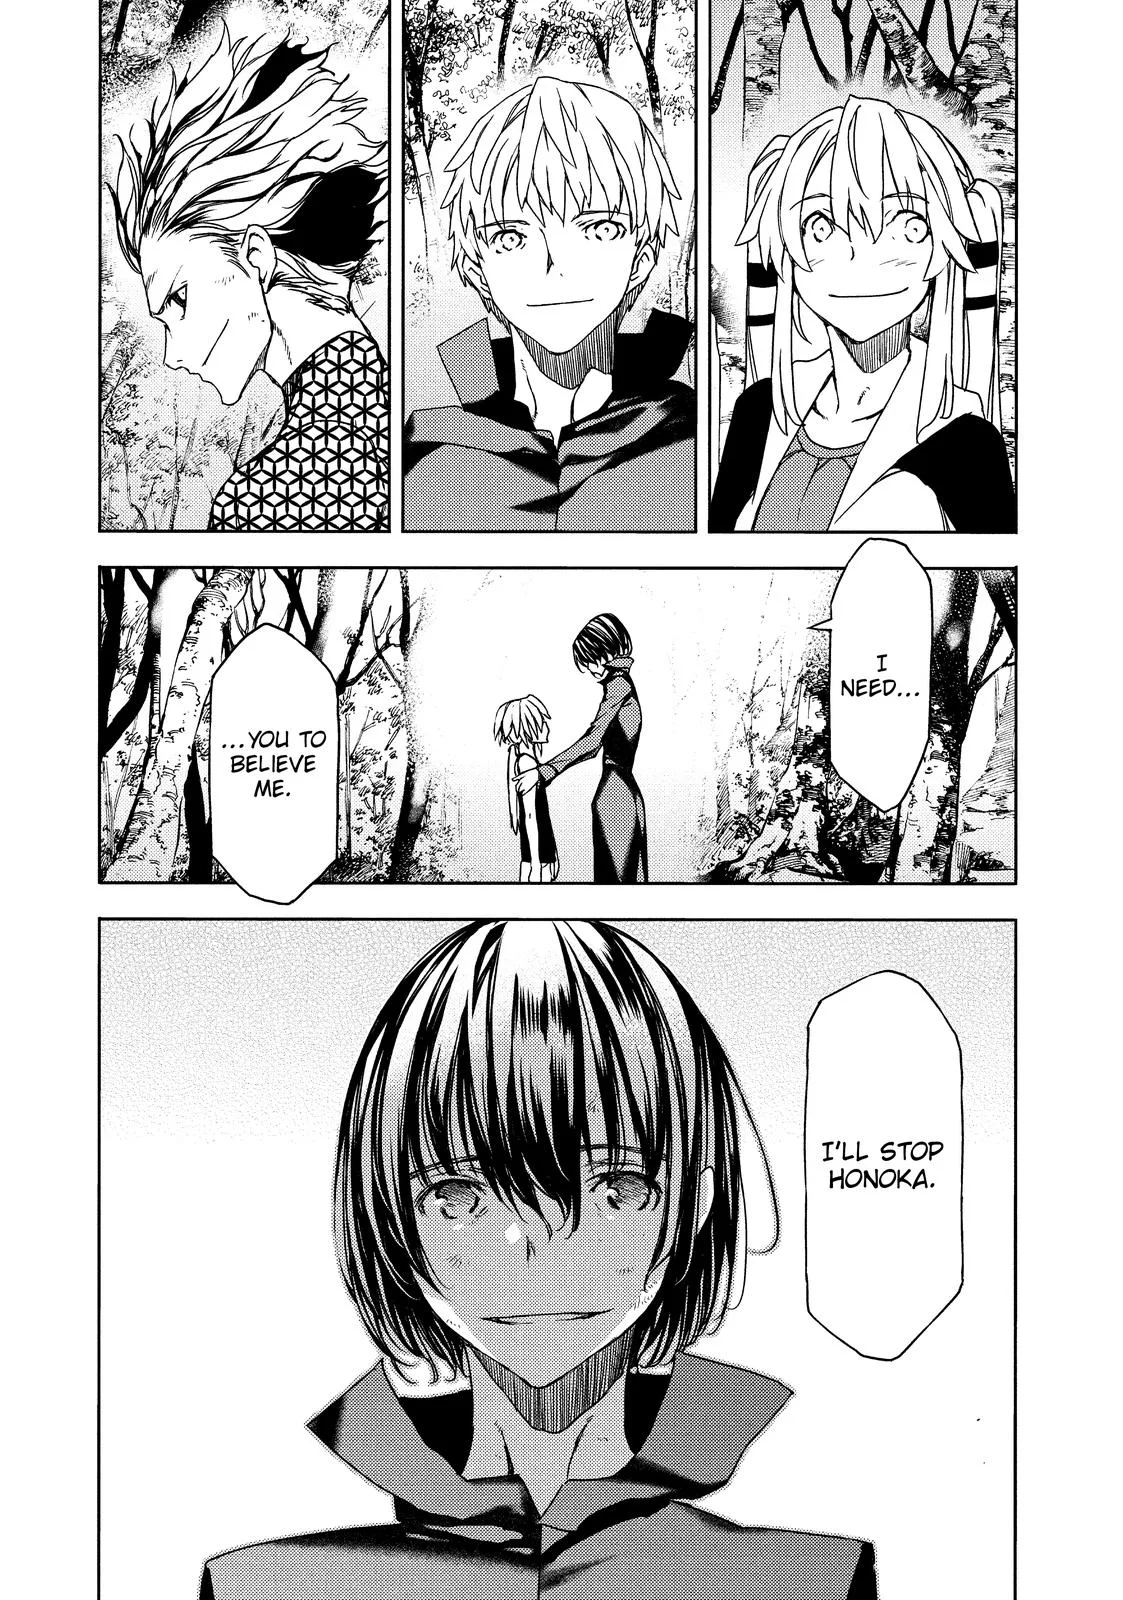 I
NEED...
...YOU TO
BELIEVE
ME.
I'LL STOP
HONOKA.